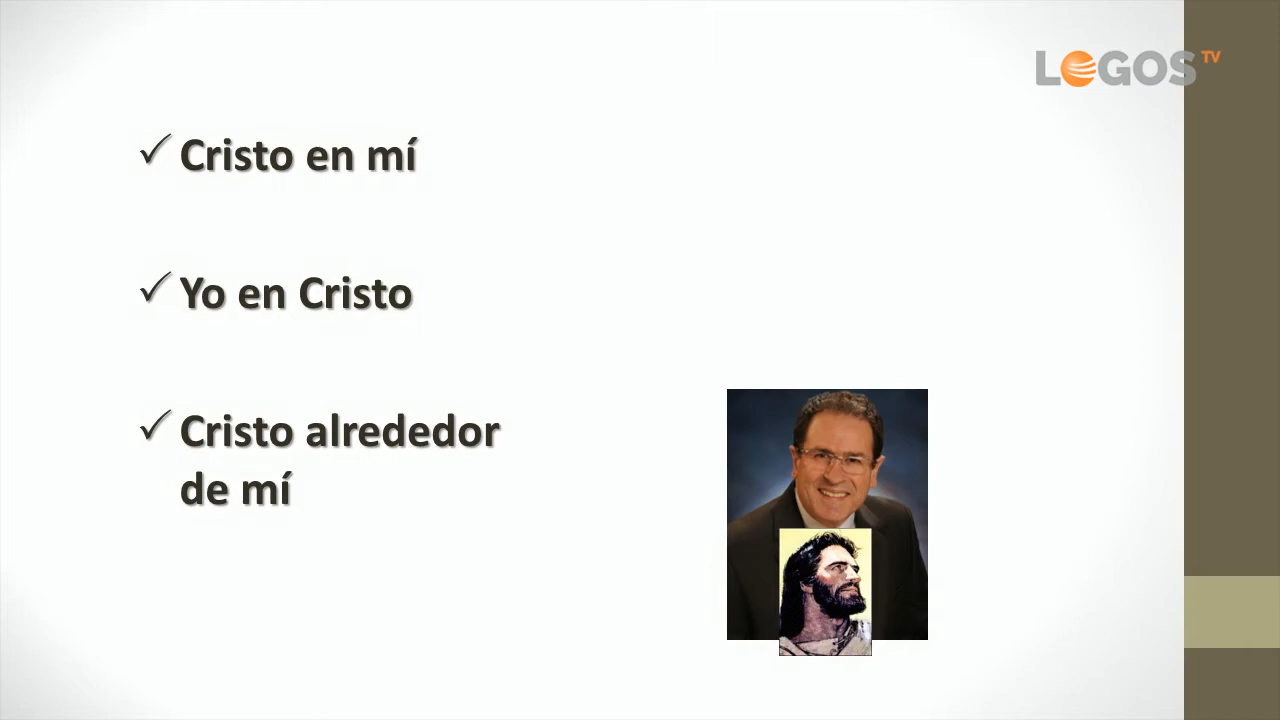 LOGOS TV
Cristo en mí
Yo en Cristo
Cristo alrededor
de mí